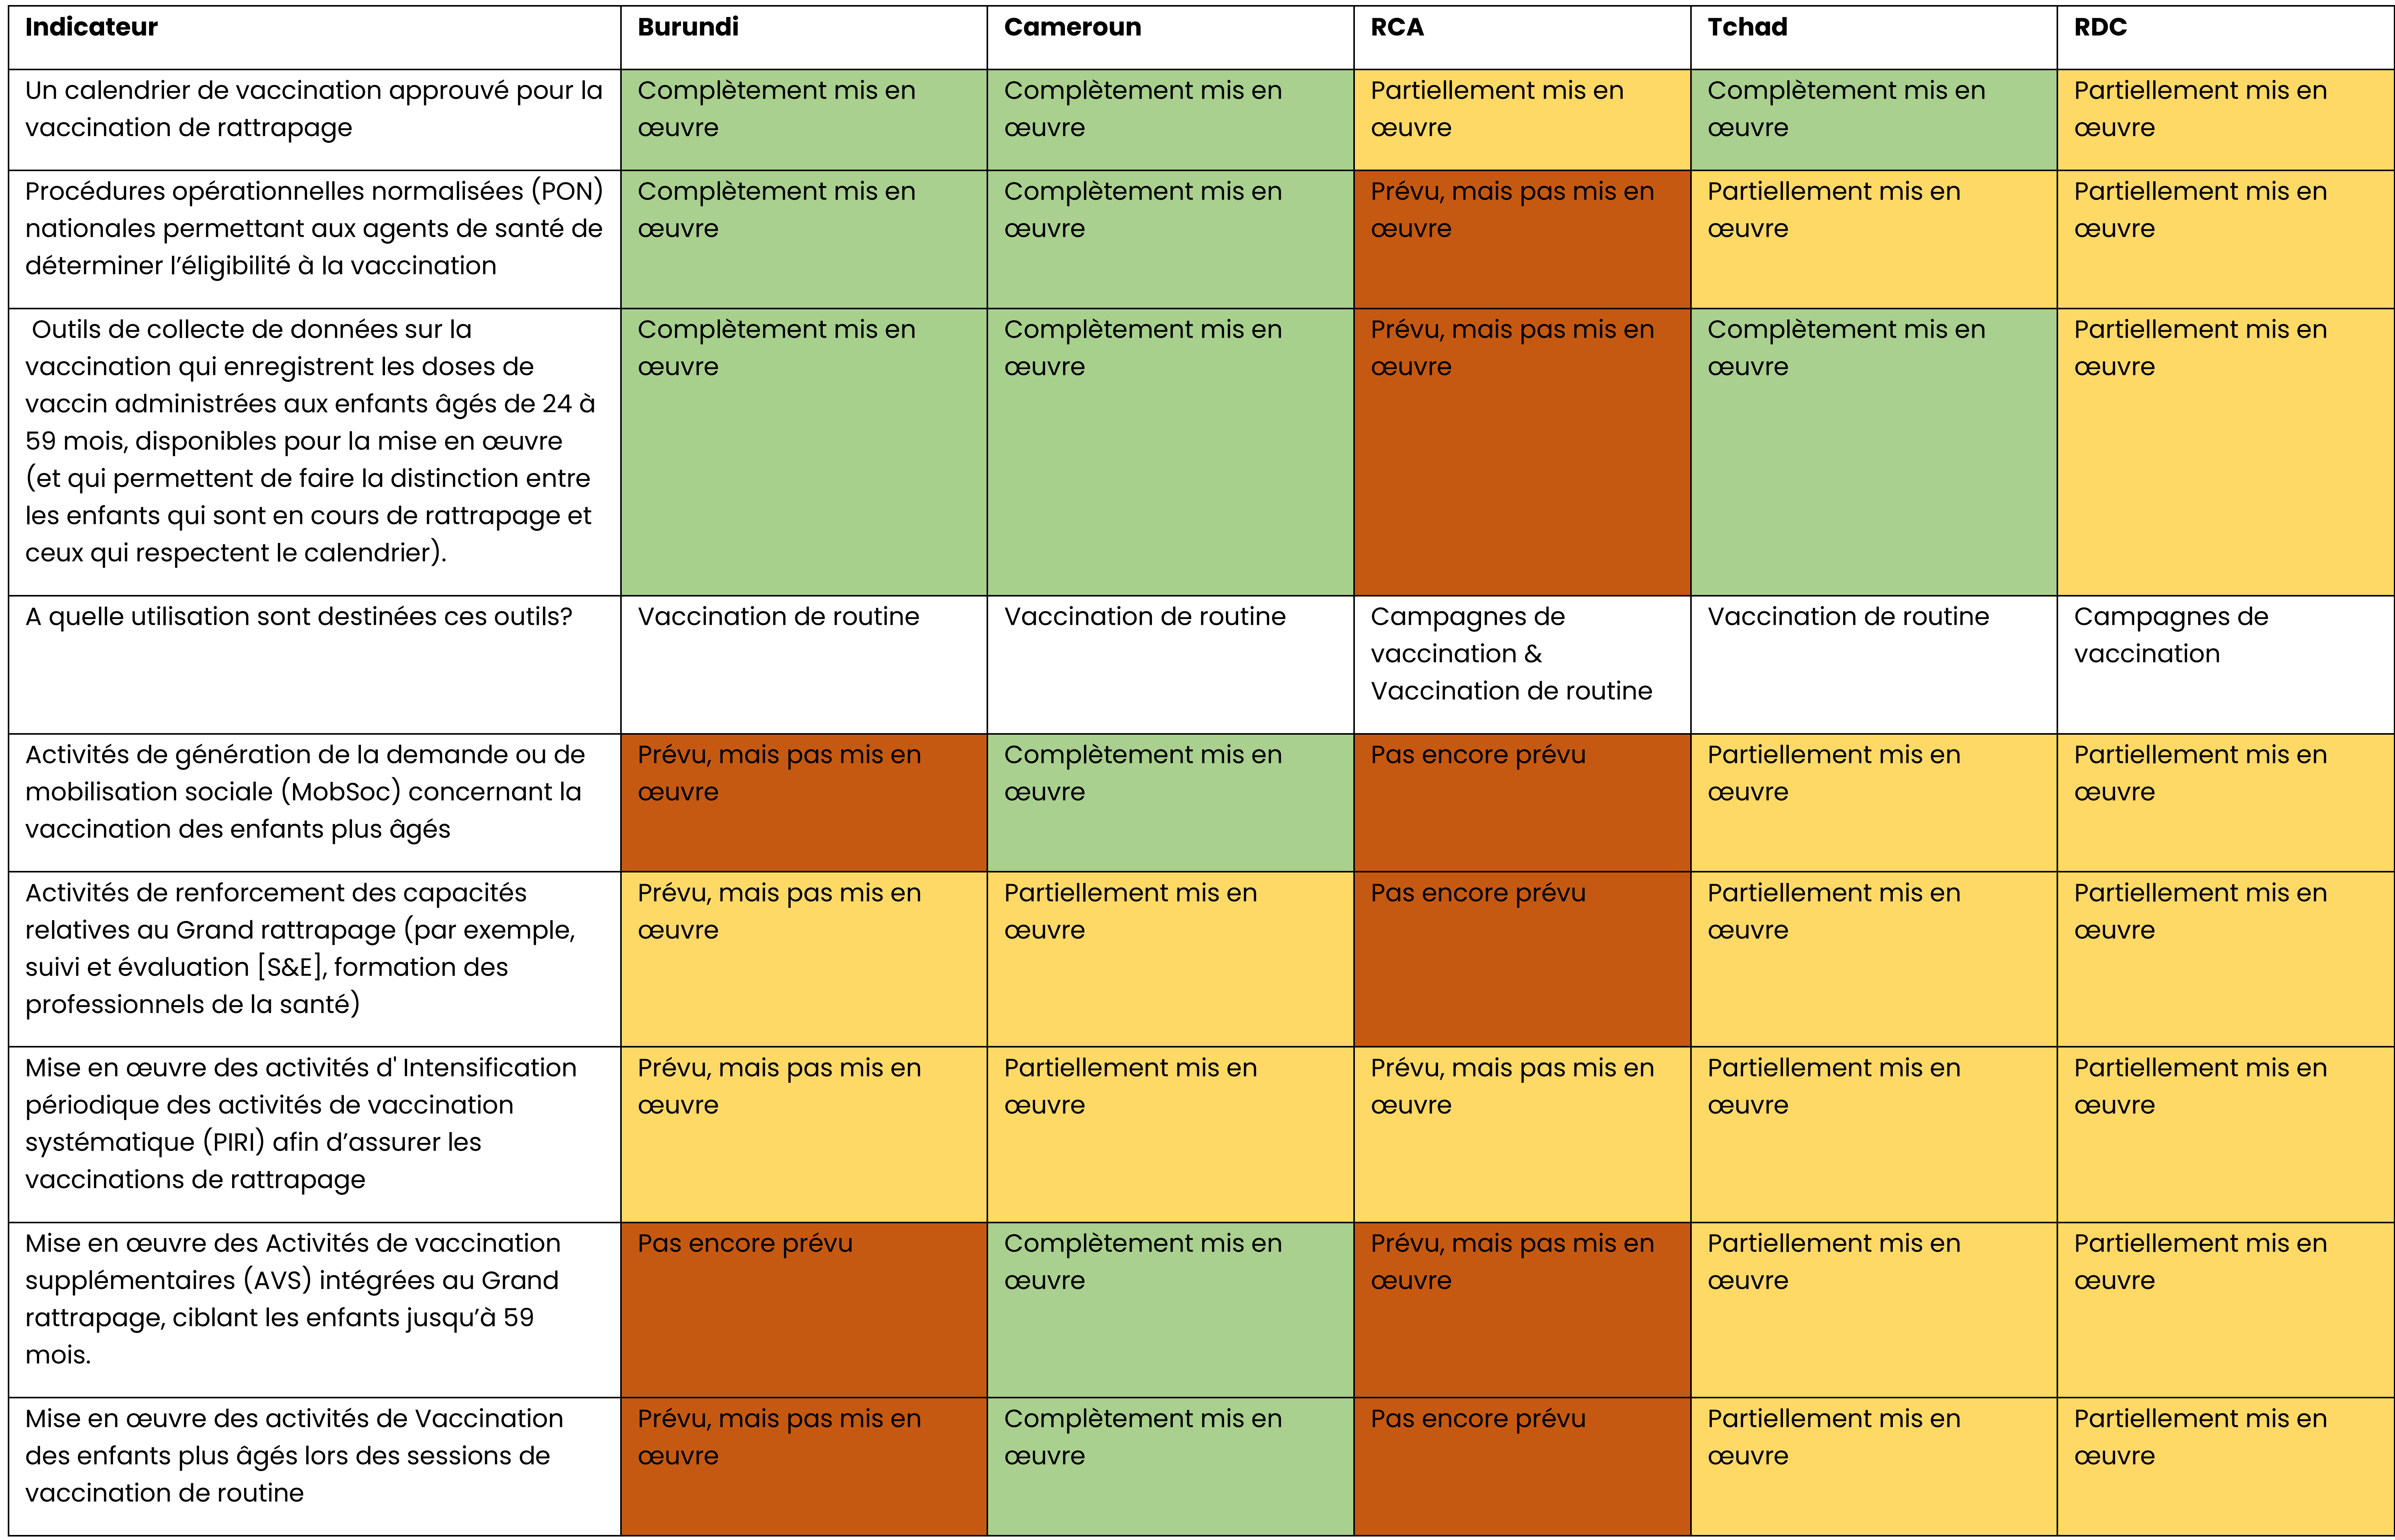 Indicateur
Burundi
Cameroun
RCA
Tchad
RDC
Un calendrier de vaccination approuvé pour la
vaccination de rattrapage
Complètement mis en
œuvre
Complètement mis en
œuvre
Partiellement mis en
œuvre
Complètement mis en
œuvre
Partiellement mis en
œuvre
Procédures opérationnelles normalisées (PON)
nationales permettant aux agents de santé de
déterminer l’éligibilité à la vaccination
Complètement mis en
œuvre
Complètement mis en
œuvre
Prévu, mais pas mis en
œuvre
Partiellement mis en
œuvre
Partiellement mis en
œuvre
Outils de collecte de données sur la
vaccination qui enregistrent les doses de
vaccin administrées aux enfants âgés de 24 à
59 mois, disponibles pour la mise en œuvre
(et qui permettent de faire la distinction entre
les enfants qui sont en cours de rattrapage et
ceux qui respectent le calendrier).
Complètement mis en
œuvre
Complètement mis en
œuvre
Prévu, mais pas mis en
œuvre
Complètement mis en
œuvre
Partiellement mis en
œuvre
A quelle utilisation sont destinées ces outils?
Vaccination de routine
Vaccination de routine
Campagnes de
vaccination &
Vaccination de routine
Vaccination de routine
Campagnes de
vaccination
Activités de génération de la demande ou de
mobilisation sociale (MobSoc) concernant la
vaccination des enfants plus âgés
Prévu, mais pas mis en
œuvre
Complètement mis en
œuvre
Pas encore prévu
Partiellement mis en
œuvre
Partiellement mis en
œuvre
Activités de renforcement des capacités
relatives au Grand rattrapage (par exemple,
suivi et évaluation [S&E], formation des
professionnels de la santé)
Prévu, mais pas mis en
œuvre
Partiellement mis en
œuvre
Pas encore prévu
Partiellement mis en
œuvre
Partiellement mis en
œuvre
Mise en œuvre des activités d' Intensification
périodique des activités de vaccination
systématique (PIRI) afin d’assurer les
vaccinations de rattrapage
Prévu, mais pas mis en
œuvre
Partiellement mis en
œuvre
Prévu, mais pas mis en
œuvre
Partiellement mis en
œuvre
Partiellement mis en
œuvre
Mise en œuvre des Activités de vaccination
supplémentaires (AVS) intégrées au Grand
rattrapage, ciblant les enfants jusqu’à 59
mois.
Pas encore prévu
Complètement mis en
œuvre
Prévu, mais pas mis en
œuvre
Partiellement mis en
œuvre
Partiellement mis en
œuvre
Mise en œuvre des activités de Vaccination
des enfants plus âgés lors des sessions de
vaccination de routine
Prévu, mais pas mis en
œuvre
Complètement mis en
œuvre
Pas encore prévu
Partiellement mis en
œuvre
Partiellement mis en
œuvre